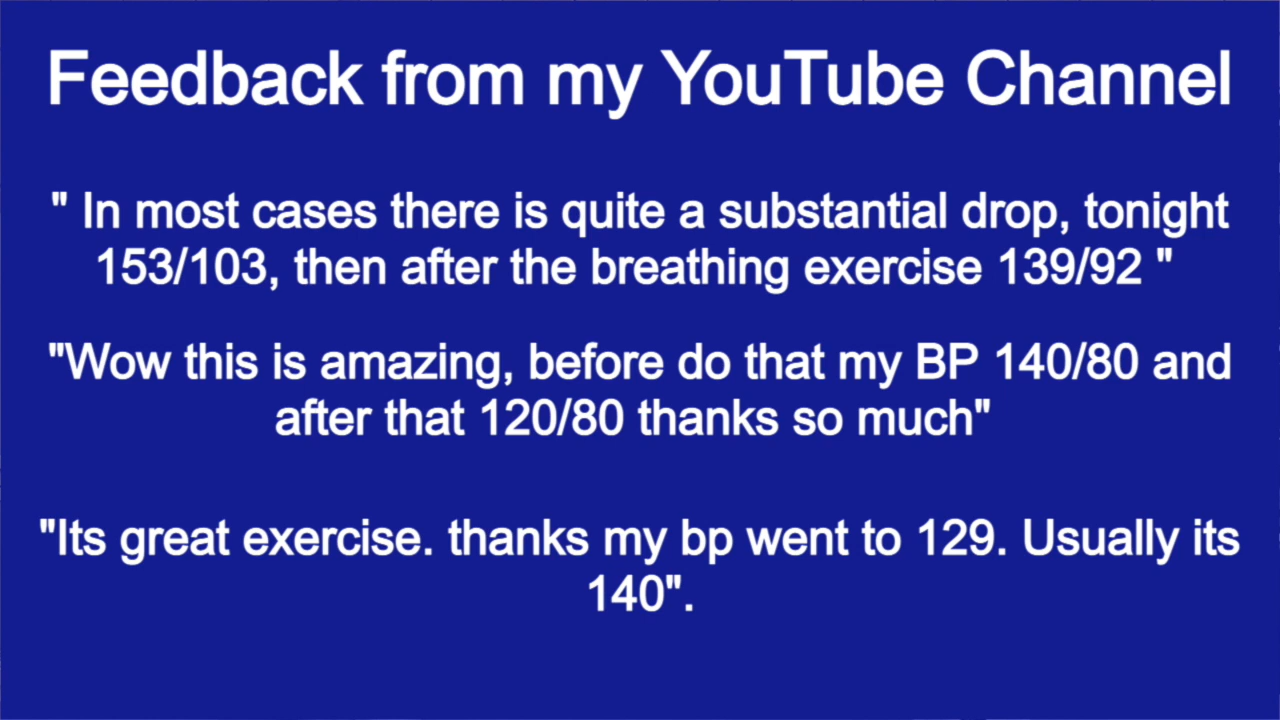 Feedback from my YouTube Channel
" In most cases there is quite a substantial drop, tonight
153/103, then after the breathing exercise 139/92 "
"Wow this is amazing, before do that my BP 140/80 and
after that 120/80 thanks so much"
"Its great exercise. thanks my bp went to 129. Usually its
140".